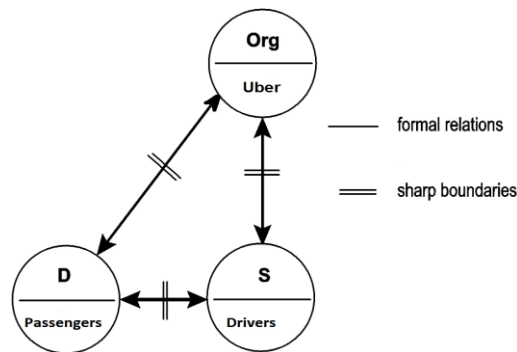 Org
Uber
formal relations
sharp boundaries
D
Passengers
S
Drivers